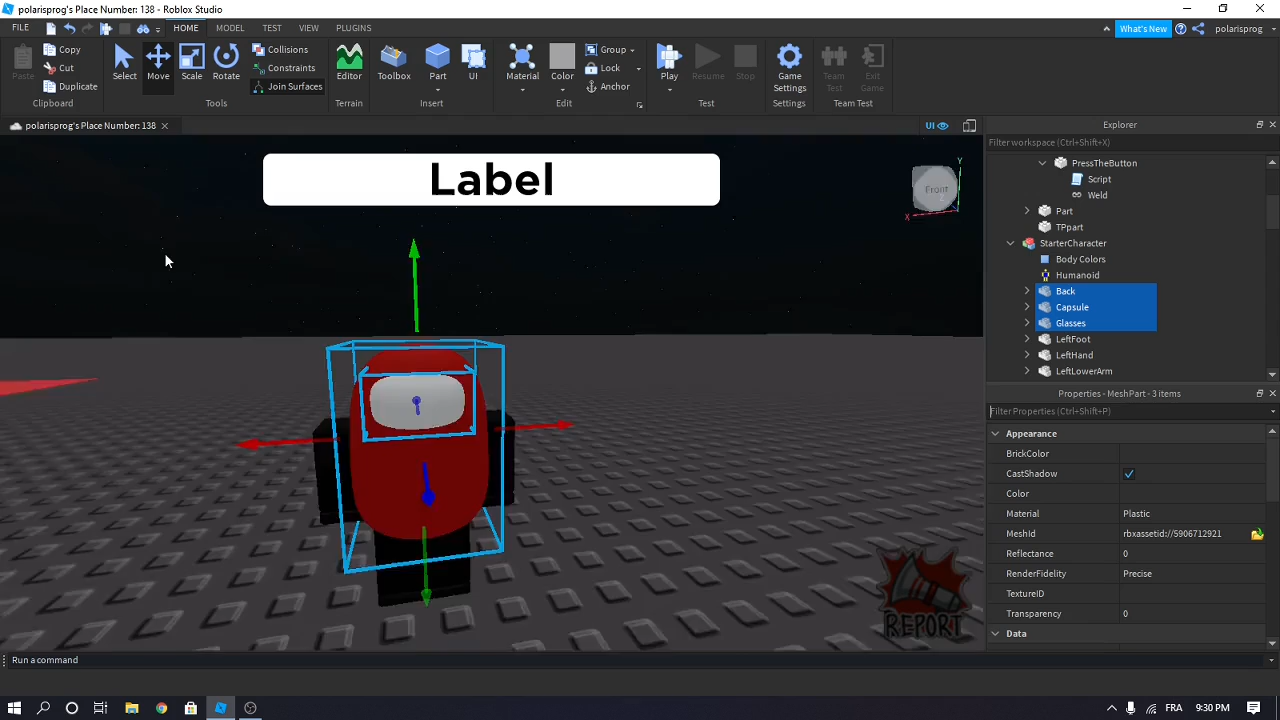 polarisprog's Place Number: 138 - Roblox Studio
FILE HOME MODEL TEST VIEW PLUGINS What's New polarisprog
Paste Copy Cut Duplicate Select Move Scale Rotate Collisions Constraints Join Surfaces Editor Toolbox Part UI Material Color Group Lock Anchor Play Resume Stop Game Settings Team Test Exit Game
Clipboard Tools Terrain Insert Edit Test Settings Team Test
polarisprog's Place Number: 138 UI
Label
Front
Y
X
Z
REPORT
Explorer
Filter workspace (Ctrl+Shift+X)
PressTheButton
Script
Weld
Part
TPpart
StarterCharacter
Body Colors
Humanoid
Back
Capsule
Glasses
LeftFoot
LeftHand
LeftLowerArm
Properties - MeshPart - 3 items
Filter Properties (Ctrl+Shift+P)
Appearance
BrickColor
CastShadow
Color
Material Plastic
MeshId rbxassetid://5906712921
Reflectance 0
RenderFidelity Precise
TextureID
Transparency 0
Data
Run a command
FRA 9:30 PM